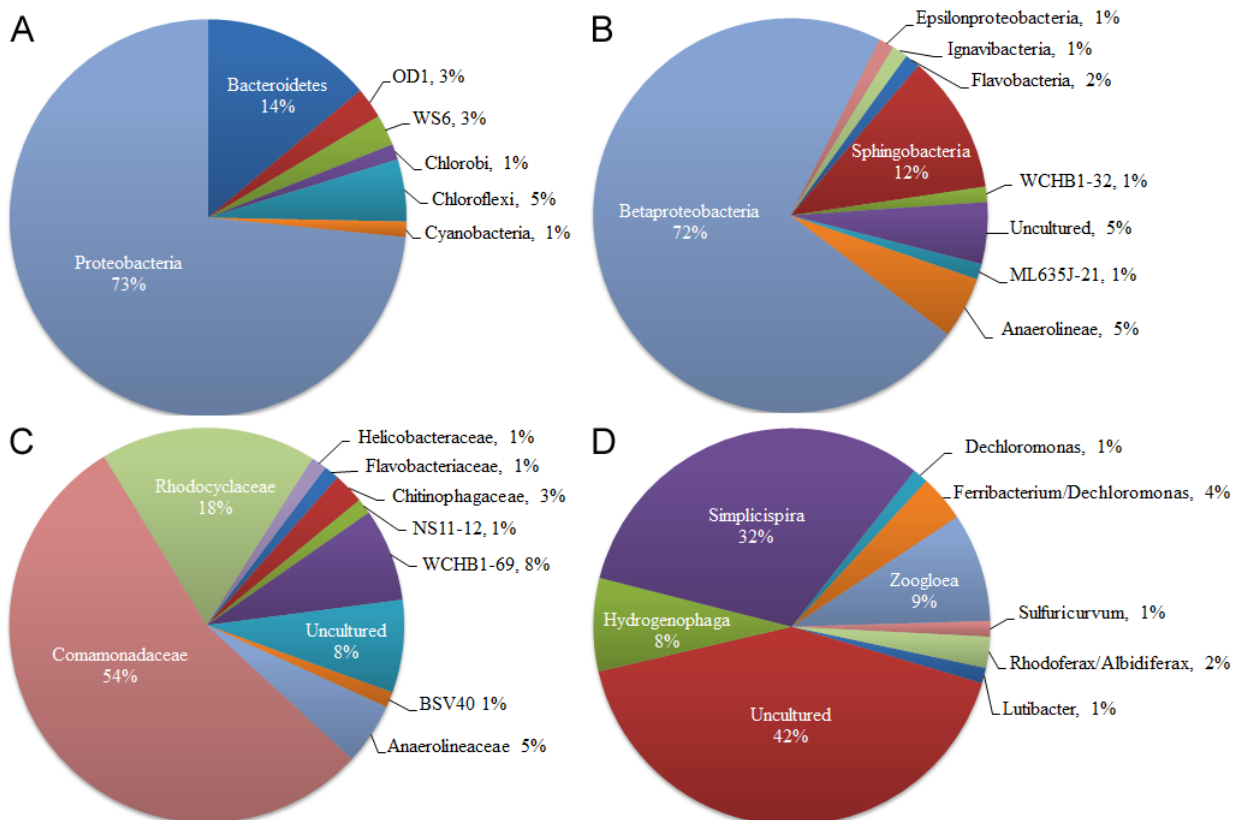 A
Bacteroidetes
14%
OD1, 3%
WS6, 3%
Chlorobi, 1%
Chloroflexi, 5%
Cyanobacteria, 1%
Proteobacteria
73%
B
Epsilonproteobacteria, 1%
Ignavibacteria, 1%
Flavobacteria, 2%
Sphingobacteria
12%
WCHB1-32, 1%
Uncultured, 5%
ML635J-21, 1%
Anaerolineae, 5%
Betaproteobacteria
72%
C
Helicobacteraceae, 1%
Flavobacteriaceae, 1%
Chitinophagaceae, 3%
NS11-12, 1%
WCHB1-69, 8%
Uncultured
8%
BSV40 1%
Anaerolineaceae 5%
Comamonadaceae
54%
Rhodocyclaceae
18%
D
Dechloromonas, 1%
Ferribacterium/Dechloromonas, 4%
Zoogloea
9%
Sulfuricurvum, 1%
Rhodoferax/Albidiferax, 2%
Lutibacter, 1%
Uncultured
42%
Hydrogenophaga
8%
Simplicispira
32%